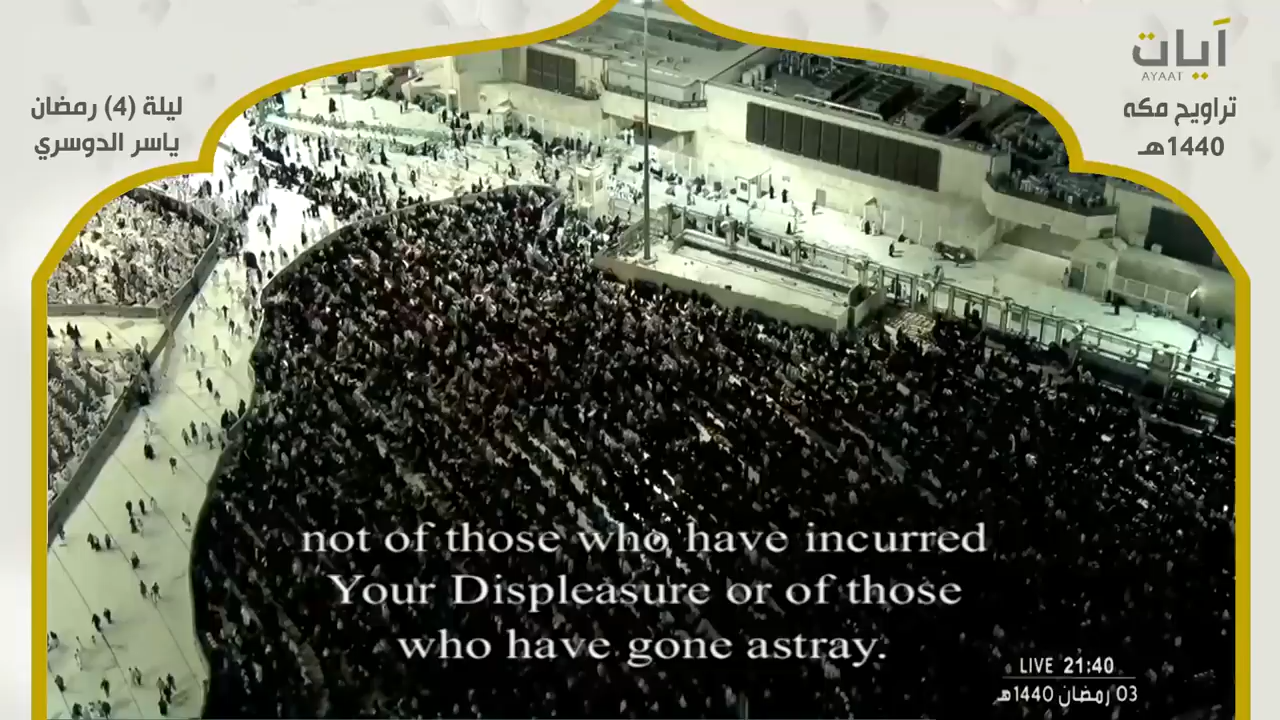 آيات
AYAAT
تراويح مكه
1440هـ
ليلة (4) رمضان
ياسر الدوسري
not of those who have incurred
Your Displeasure or of those
who have gone astray.
LIVE 21:40
03 رمضان 1440هـ